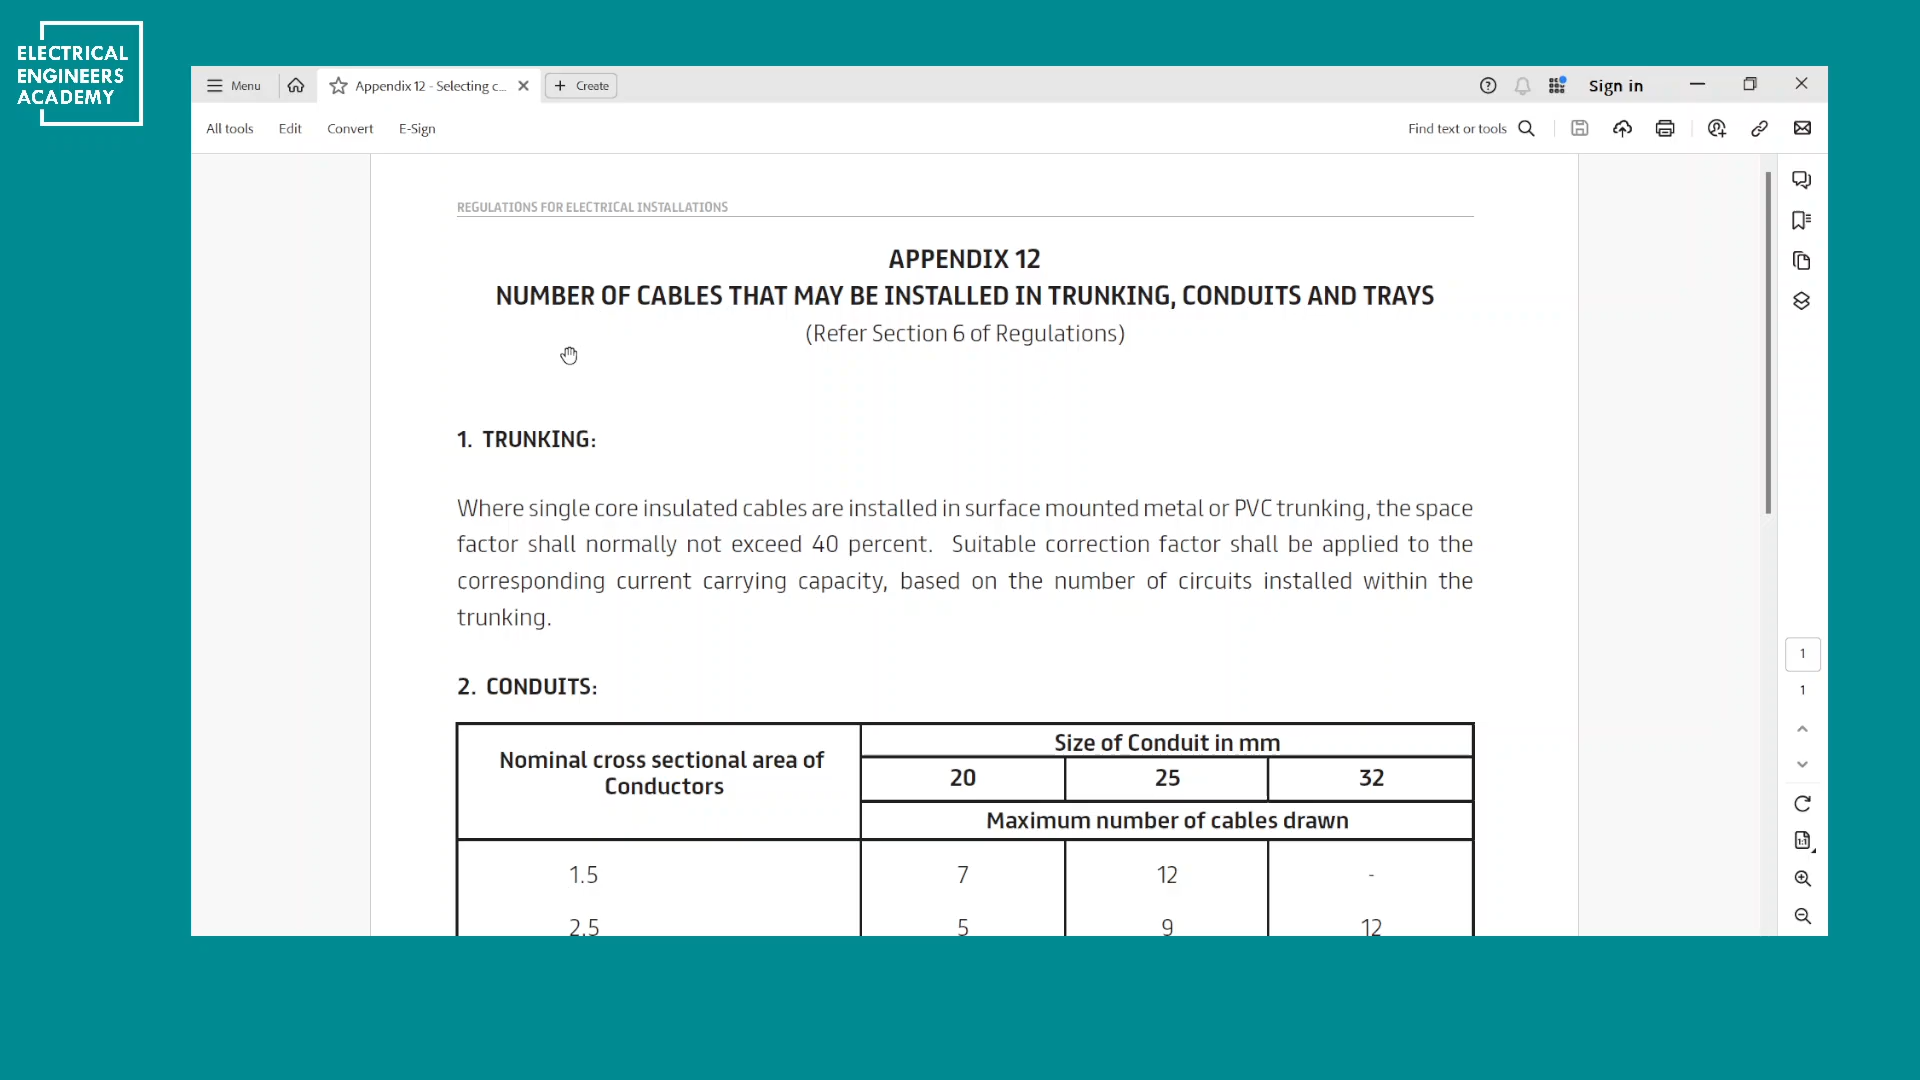 ELECTRICAL
ENGINEERS
ACADEMY
Menu
Appendix 12 - Selecting c...
Create
Sign in
All tools
Edit
Convert
E-Sign
Find text or tools
REGULATIONS FOR ELECTRICAL INSTALLATIONS
APPENDIX 12
NUMBER OF CABLES THAT MAY BE INSTALLED IN TRUNKING, CONDUITS AND TRAYS
(Refer Section 6 of Regulations)
1. TRUNKING:
Where single core insulated cables are installed in surface mounted metal or PVC trunking, the space
factor shall normally not exceed 40 percent. Suitable correction factor shall be applied to the
corresponding current carrying capacity, based on the number of circuits installed within the
trunking.
1
1
2. CONDUITS:
Nominal cross sectional area of
Conductors
Size of Conduit in mm
20 25 32
Maximum number of cables drawn
1.5 7 12 -
2.5 5 9 12